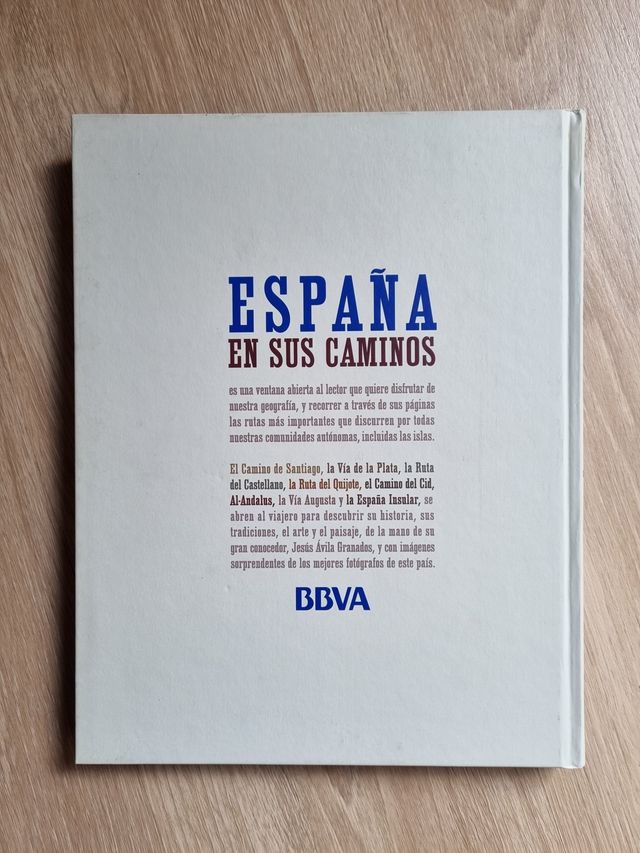 ESPAÑA
EN SUS CAMINOS
es una ventana abierta al lector que quiere disfrutar de
nuestra geografía, y recorrer a través de sus páginas
las rutas más importantes que discurren por todas
nuestras comunidades autónomas, incluidas las islas.
El Camino de Santiago, la Vía de la Plata, la Ruta
del Castellano, la Ruta del Quijote, el Camino del Cid,
Al-Andalus, la Vía Augusta y la España Insular, se
abren al viajero para descubrir su historia, sus
tradiciones, el arte y el paisaje, de la mano de su
gran conocedor, Jesús Ávila Granados, y con imágenes
sorprendentes de los mejores fotógrafos de este país.
BBVA